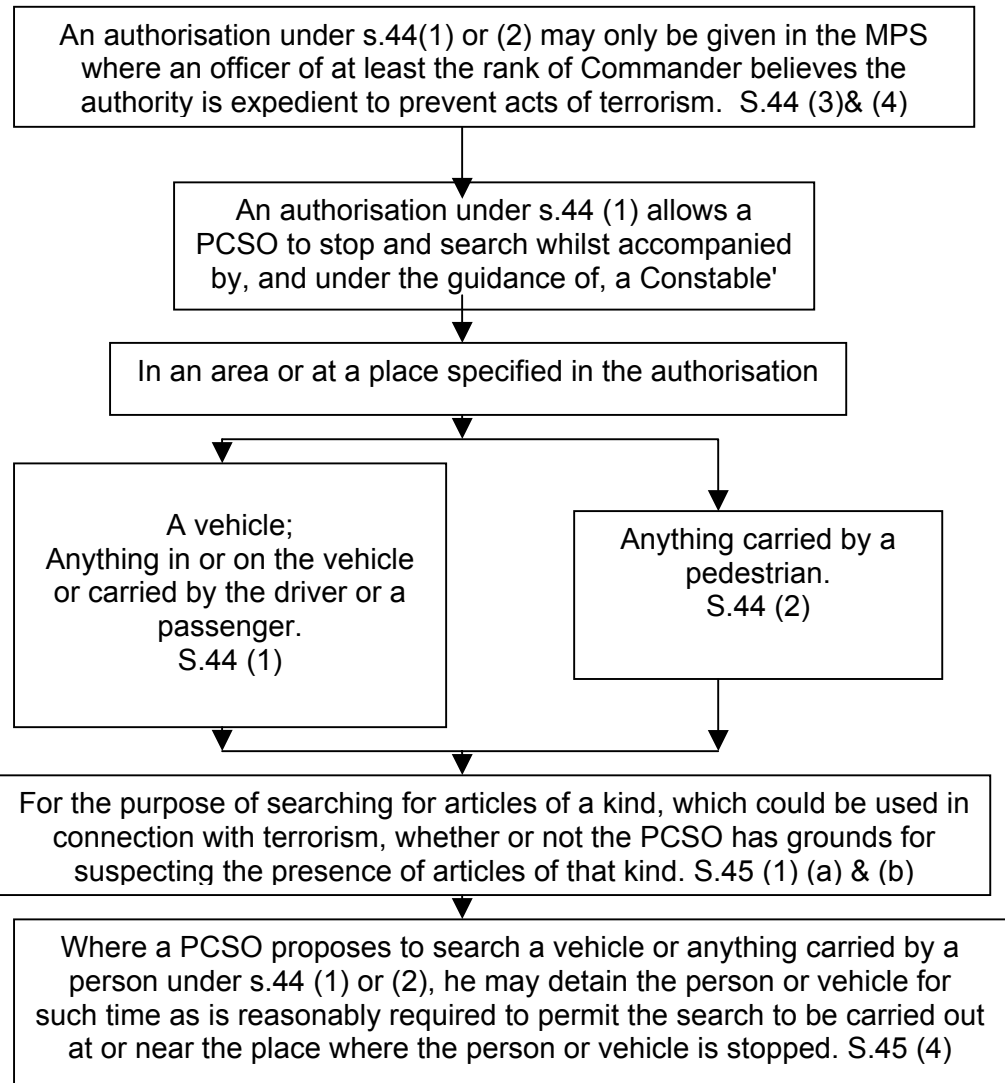 An authorisation under s.44(1) or (2) may only be given in the MPS
where an officer of at least the rank of Commander believes the
authority is expedient to prevent acts of terrorism.  S.44 (3)& (4)
An authorisation under s.44 (1) allows a
PCSO to stop and search whilst accompanied
by, and under the guidance of, a Constable'
In an area or at a place specified in the authorisation
A vehicle;
Anything in or on the vehicle
or carried by the driver or a
passenger.
S.44 (1)
Anything carried by a
pedestrian.
S.44 (2)
For the purpose of searching for articles of a kind, which could be used in
connection with terrorism, whether or not the PCSO has grounds for
suspecting the presence of articles of that kind. S.45 (1) (a) & (b)
Where a PCSO proposes to search a vehicle or anything carried by a
person under s.44 (1) or (2), he may detain the person or vehicle for
such time as is reasonably required to permit the search to be carried out
at or near the place where the person or vehicle is stopped. S.45 (4)